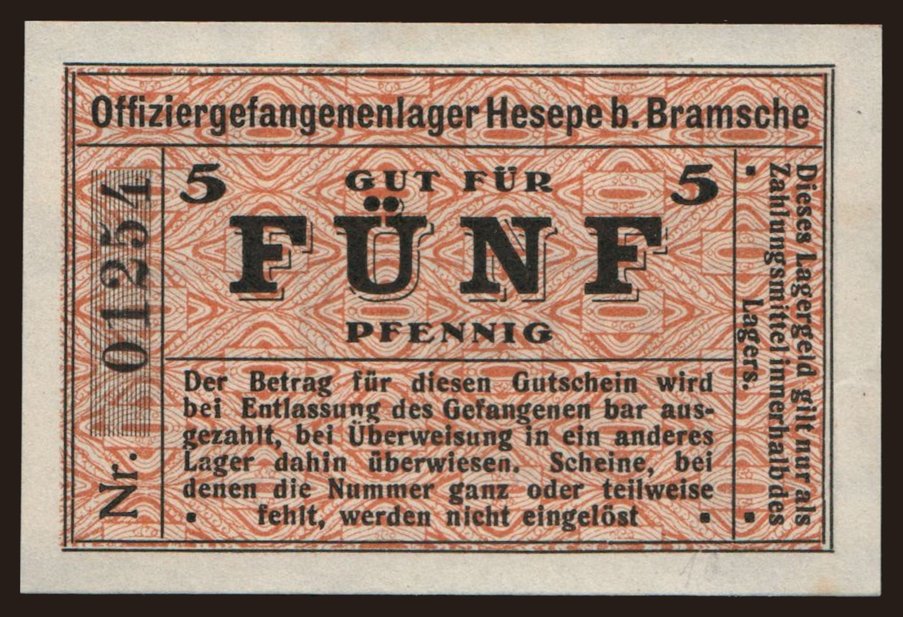 Offiziergefangenenlager Hesepe b. Bramsche
Nr. 01254
5 GUT FÜR 5
FÜNF
PFENNIG
Der Betrag für diesen Gutschein wird
bei Entlassung des Gefangenen bar aus-
gezahlt, bei Überweisung in ein anderes
Lager dahin überwiesen. Scheine, bei
denen die Nummer ganz oder teilweise
fehlt, werden nicht eingelöst
Dieses Lagergeld gilt nur als
Zahlungsmittel innerhalb des
Lagers.